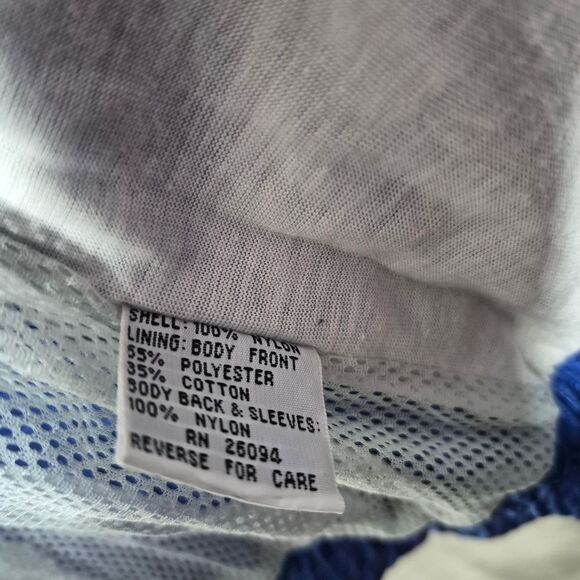 SHELL: 100% NYLON
LINING: BODY FRONT
55% POLYESTER
35% COTTON
BODY BACK & SLEEVES:
100% NYLON
RN 26094
REVERSE FOR CARE